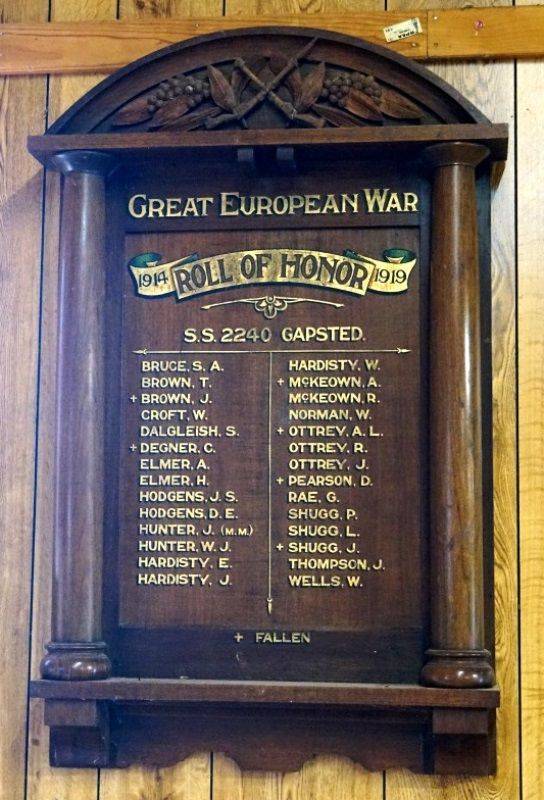 GREAT EUROPEAN WAR
1914 ROLL OF HONOR 1919
S.S. 2240 GAPSTED.
BRUCE, S. A.
BROWN, T.
+ BROWN, J.
CROFT, W.
DALGLEISH, S.
+ DEGNER, C.
ELMER, A.
ELMER, H.
HODGENS, J. S.
HODGENS, D. E.
HUNTER, J. (M.M.)
HUNTER, W. J.
HARDISTY, E.
HARDISTY, J.
HARDISTY, W.
+ McKEOWN, A.
McKEOWN, R.
NORMAN, W.
+ OTTREY, A. L.
OTTREY, R.
OTTREY, J.
+ PEARSON, D.
RAE, G.
SHUGG, P.
SHUGG, L.
+ SHUGG, J.
THOMPSON, J.
WELLS, W.
+ FALLEN